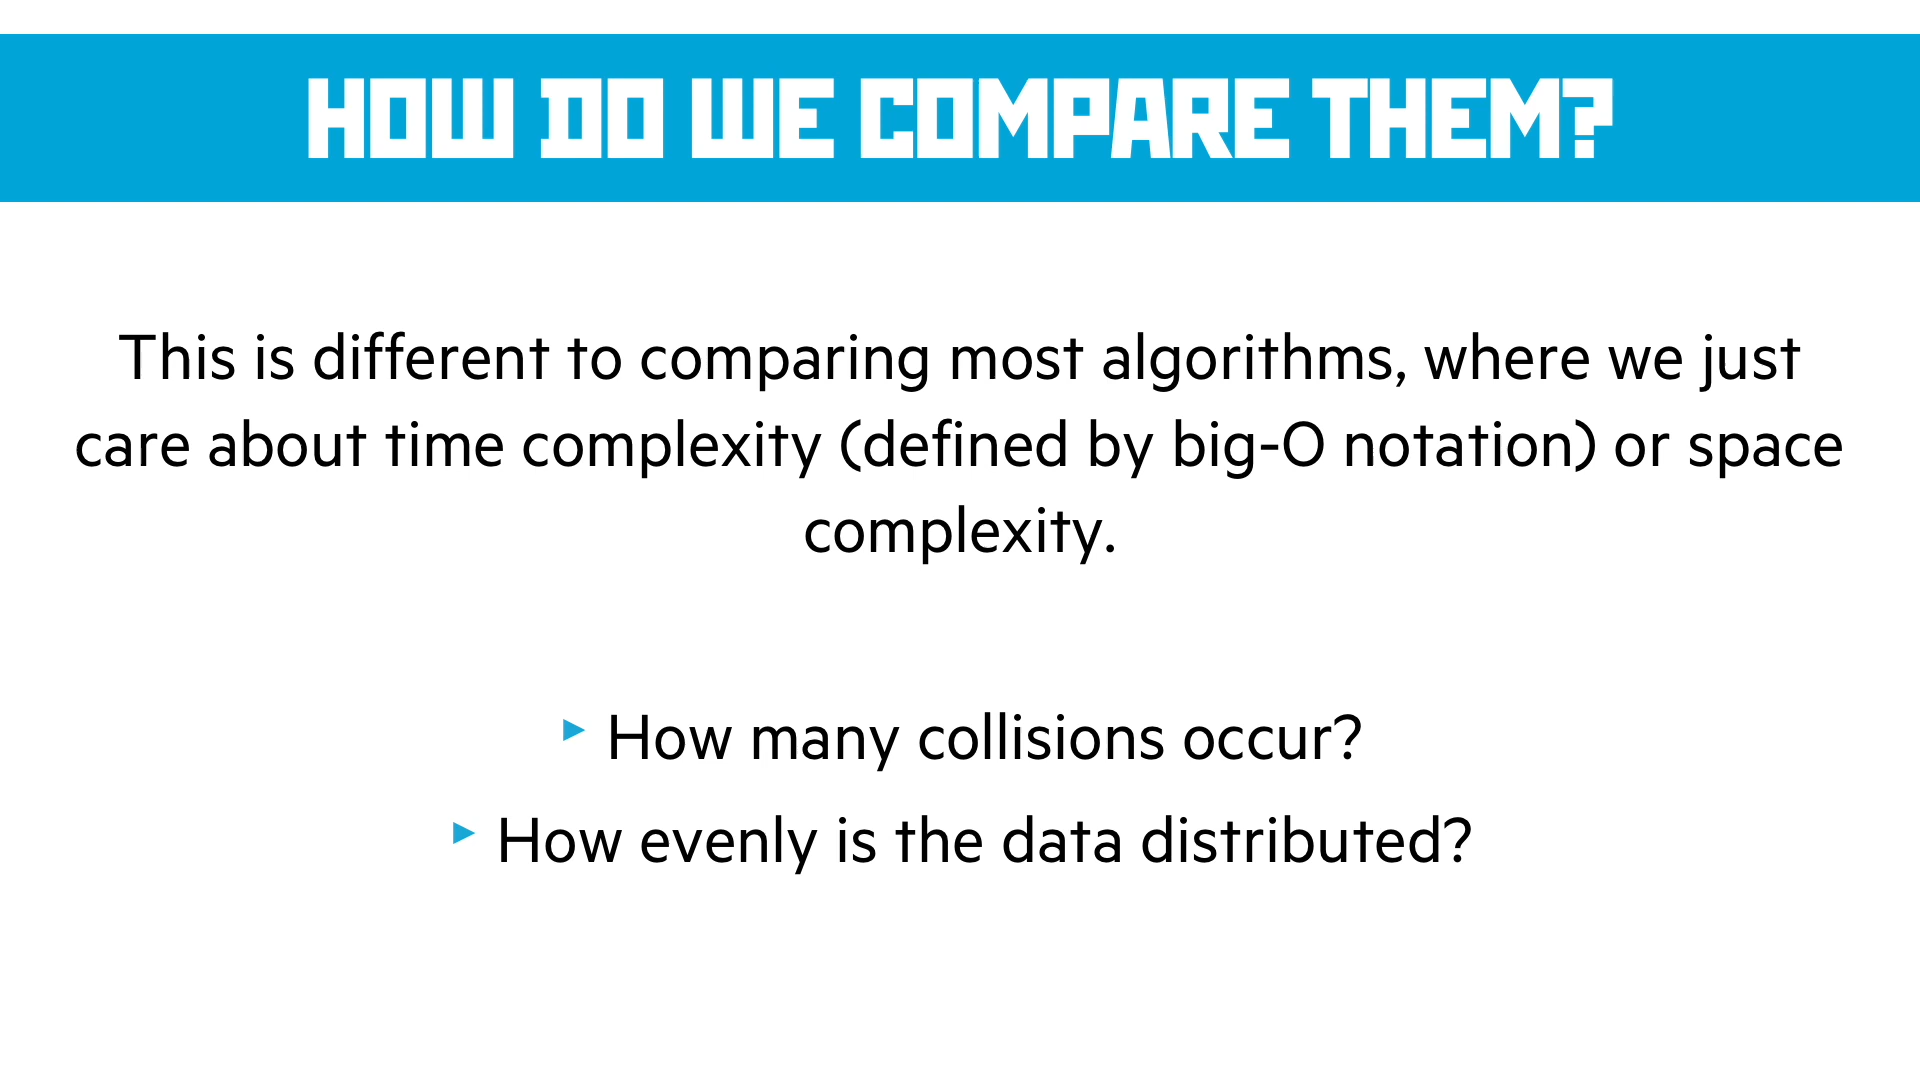 HOW DO WE COMPARE THEM?
This is different to comparing most algorithms, where we just
care about time complexity (defined by big-O notation) or space
complexity.
▸ How many collisions occur?
▸ How evenly is the data distributed?